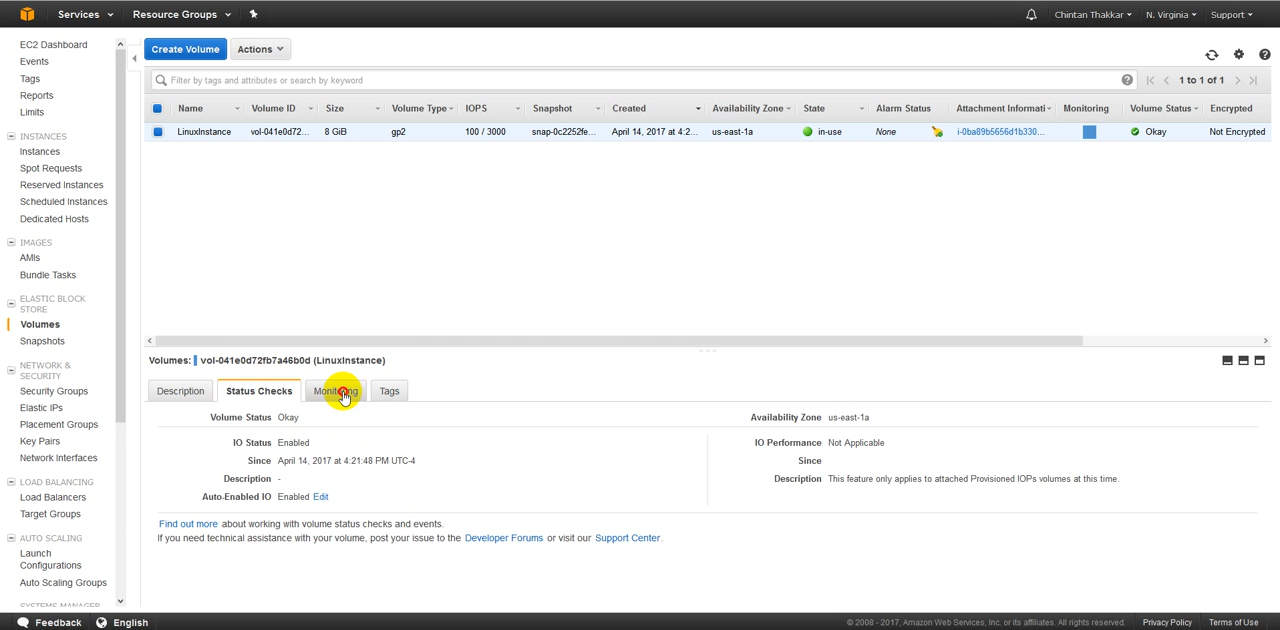 Services Resource Groups Chintan Thakkar N. Virginia Support
EC2 Dashboard
Events
Tags
Reports
Limits
INSTANCES
Instances
Spot Requests
Reserved Instances
Scheduled Instances
Dedicated Hosts
IMAGES
AMIs
Bundle Tasks
ELASTIC BLOCK
STORE
Volumes
Snapshots
NETWORK &
SECURITY
Security Groups
Elastic IPs
Placement Groups
Key Pairs
Network Interfaces
LOAD BALANCING
Load Balancers
Target Groups
AUTO SCALING
Launch
Configurations
Auto Scaling Groups
SYSTEMS MANAGER
Create Volume Actions
Filter by tags and attributes or search by keyword 1 to 1 of 1
Name Volume ID Size Volume Type IOPS Snapshot Created Availability Zone State Alarm Status Attachment Informati Monitoring Volume Status Encrypted
LinuxInstance vol-041e0d72... 8 GiB gp2 100 / 3000 snap-0c2252fe... April 14, 2017 at 4:2... us-east-1a in-use None i-0ba89b5656d1b330... Okay Not Encrypted
Volumes: vol-041e0d72fb7a46b0d (LinuxInstance)
Description Status Checks Monitoring Tags
Volume Status Okay
IO Status Enabled
Since April 14, 2017 at 4:21:48 PM UTC-4
Description -
Auto-Enabled IO Enabled Edit
Availability Zone us-east-1a
IO Performance Not Applicable
Since
Description This feature only applies to attached Provisioned IOPs volumes at this time.
Find out more about working with volume status checks and events.
If you need technical assistance with your volume, post your issue to the Developer Forums or visit our Support Center.
Feedback English © 2008 - 2017, Amazon Web Services, Inc. or its affiliates. All rights reserved. Privacy Policy Terms of Use